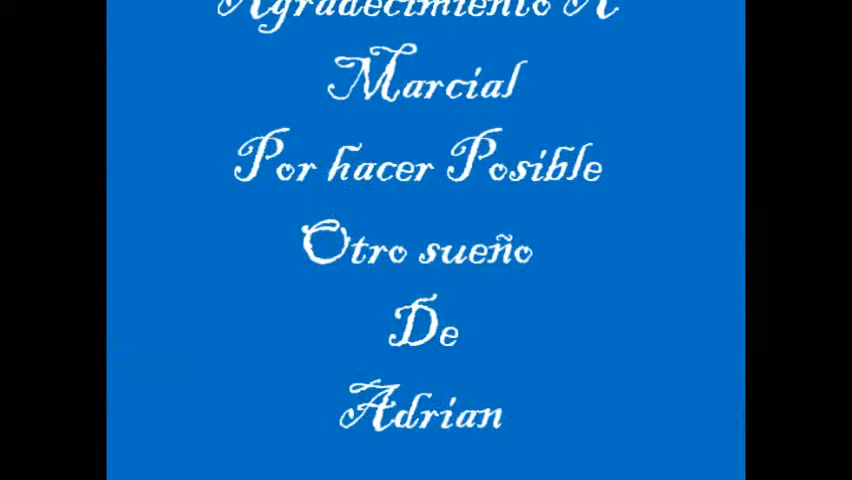 Agradecimiento A
Marcial
Por hacer Posible
Otro sueño
De
Adrian